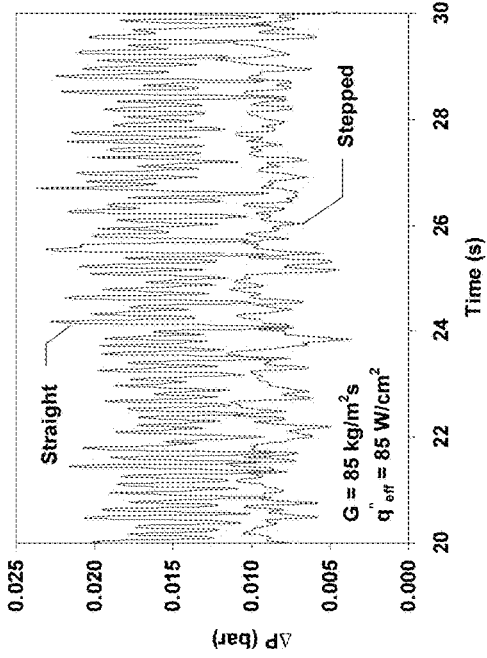 ΔP (bar)
0.025
0.020
0.015
0.010
0.005
0.000
Straight
Stepped
G = 85 kg/m²s
q"eff = 85 W/cm²
20
22
24
26
28
30
Time (s)